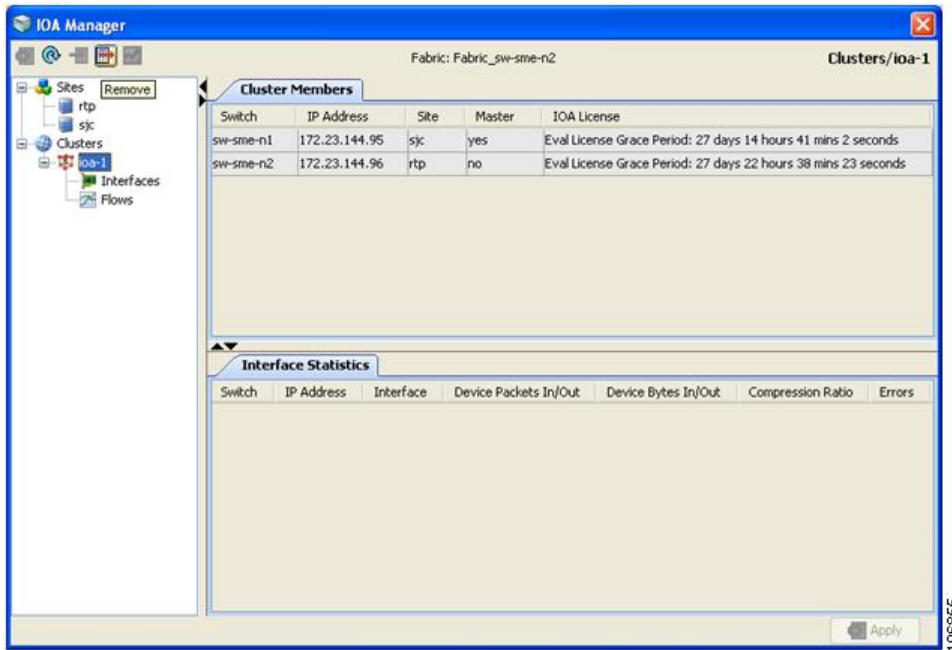 IOA Manager
Fabric: Fabric_sw-sme-n2
Clusters/ioa-1
Sites
Remove
rtp
sjc
Clusters
ioa-1
Interfaces
Flows
Cluster Members
Switch IP Address Site Master IOA License
sw-sme-n1 172.23.144.95 sjc yes Eval License Grace Period: 27 days 14 hours 41 mins 2 seconds
sw-sme-n2 172.23.144.96 rtp no Eval License Grace Period: 27 days 22 hours 38 mins 23 seconds
Interface Statistics
Switch IP Address Interface Device Packets In/Out Device Bytes In/Out Compression Ratio Errors
Apply